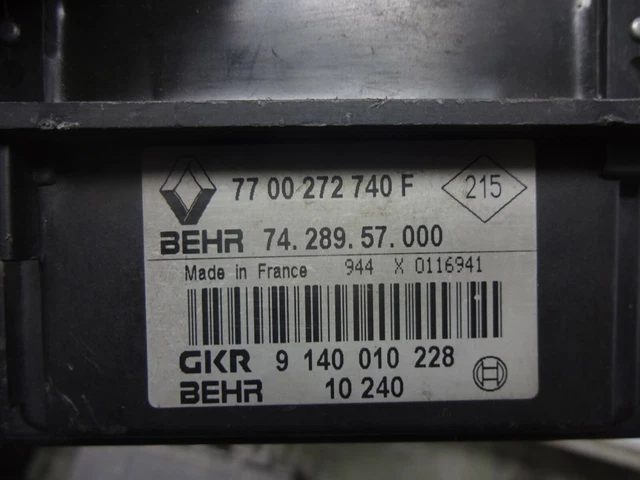 77 00 272 740 F 215
BEHR 74.289.57.000
Made in France 944 X 0116941
GKR 9 140 010 228
BEHR 10 240